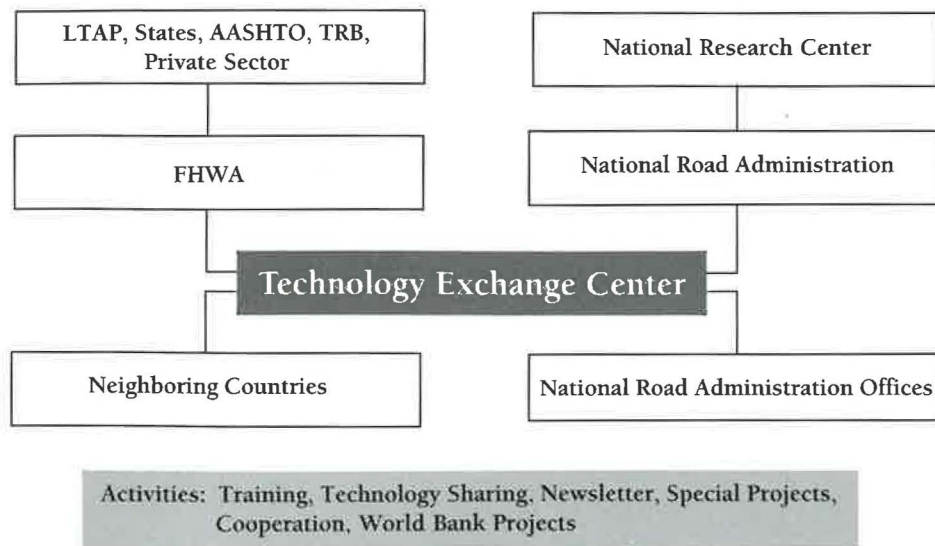 LTAP, States, AASHTO, TRB,
Private Sector
National Research Center
FHWA
National Road Administration
Technology Exchange Center
Neighboring Countries
National Road Administration Offices
Activities: Training, Technology Sharing, Newsletter, Special Projects,
Cooperation, World Bank Projects